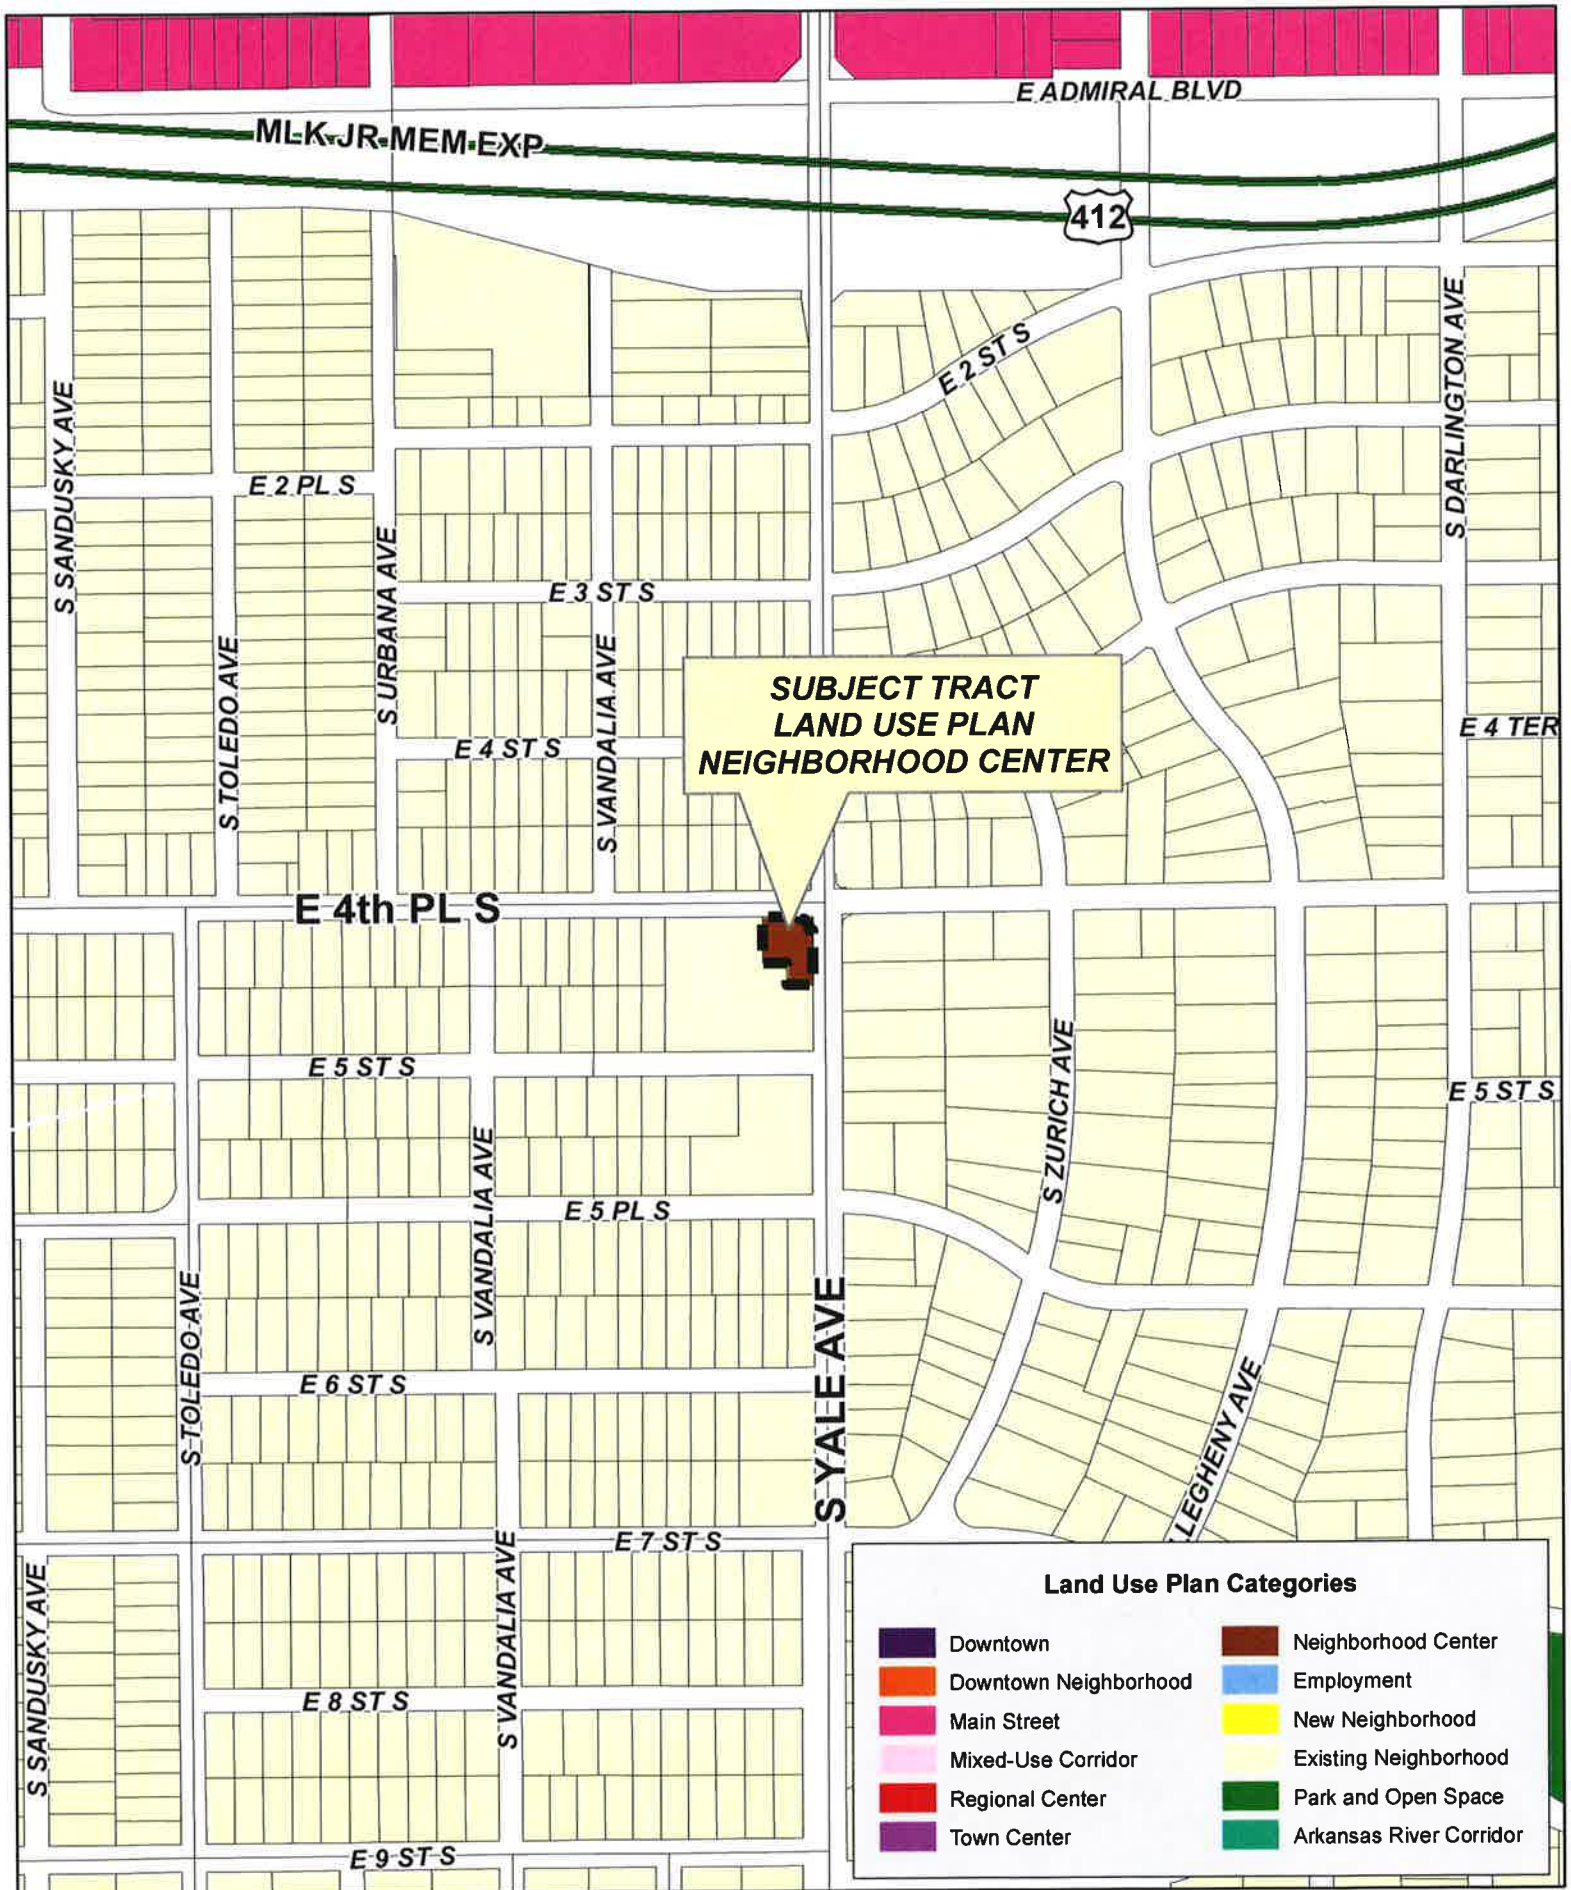 E ADMIRAL BLVD
MLK JR MEM EXP
412
E 2 ST S
S DARLINGTON AVE
S SANDUSKY AVE
E 2 PL S
S URBANA AVE
E 3 ST S
S TOLEDO AVE
S VANDALIA AVE
SUBJECT TRACT
LAND USE PLAN
NEIGHBORHOOD CENTER
E 4 TER
E 4 ST S
E 4th PL S
E 5 ST S
S ZURICH AVE
E 5 ST S
S VANDALIA AVE
E 5 PL S
S TOLEDO AVE
S YALE AVE
E 6 ST S
LEGHENY AVE
E 7 ST S
S SANDUSKY AVE
S VANDALIA AVE
E 8 ST S
E 9 ST S
Land Use Plan Categories
Downtown
Downtown Neighborhood
Main Street
Mixed-Use Corridor
Regional Center
Town Center
Neighborhood Center
Employment
New Neighborhood
Existing Neighborhood
Park and Open Space
Arkansas River Corridor